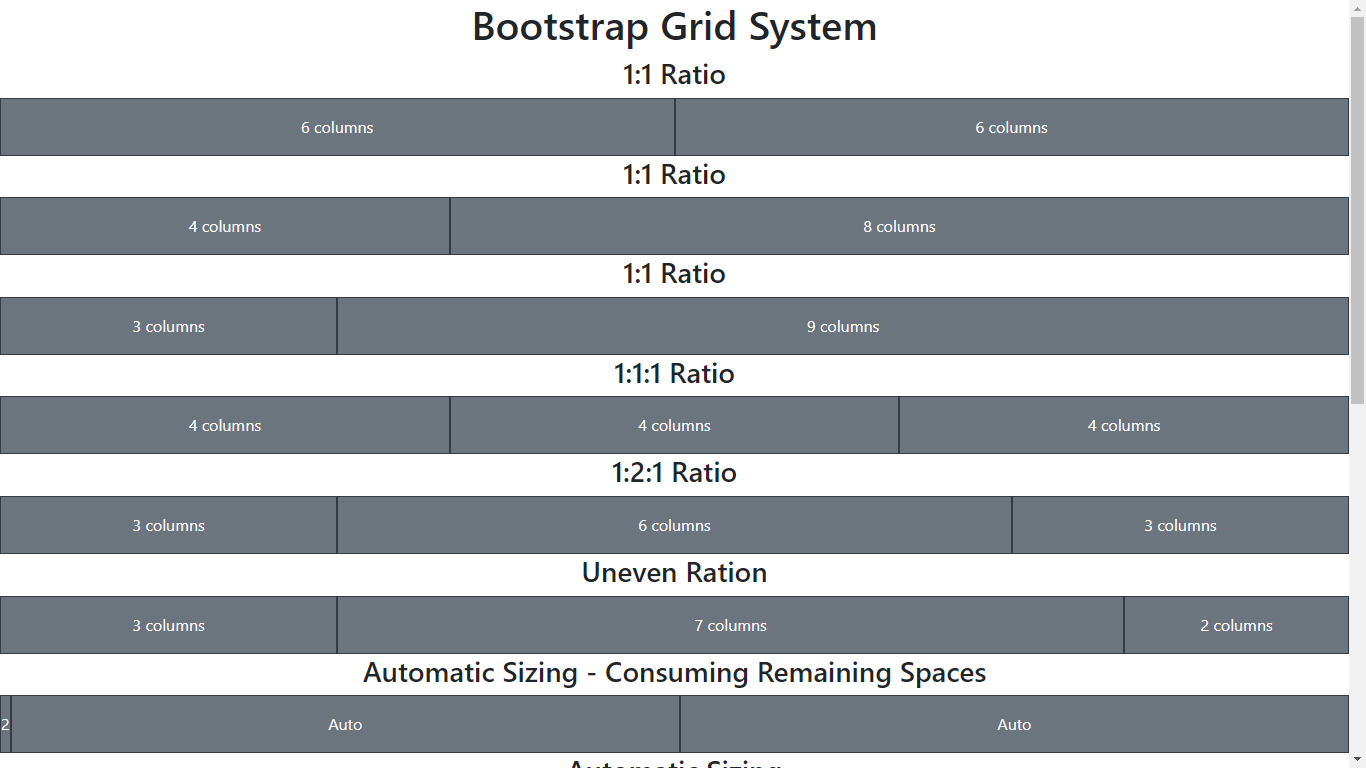 Bootstrap Grid System
1:1 Ratio
6 columns 6 columns
1:1 Ratio
4 columns 8 columns
1:1 Ratio
3 columns 9 columns
1:1:1 Ratio
4 columns 4 columns 4 columns
1:2:1 Ratio
3 columns 6 columns 3 columns
Uneven Ration
3 columns 7 columns 2 columns
Automatic Sizing - Consuming Remaining Spaces
2 Auto Auto
Automatic Sizing